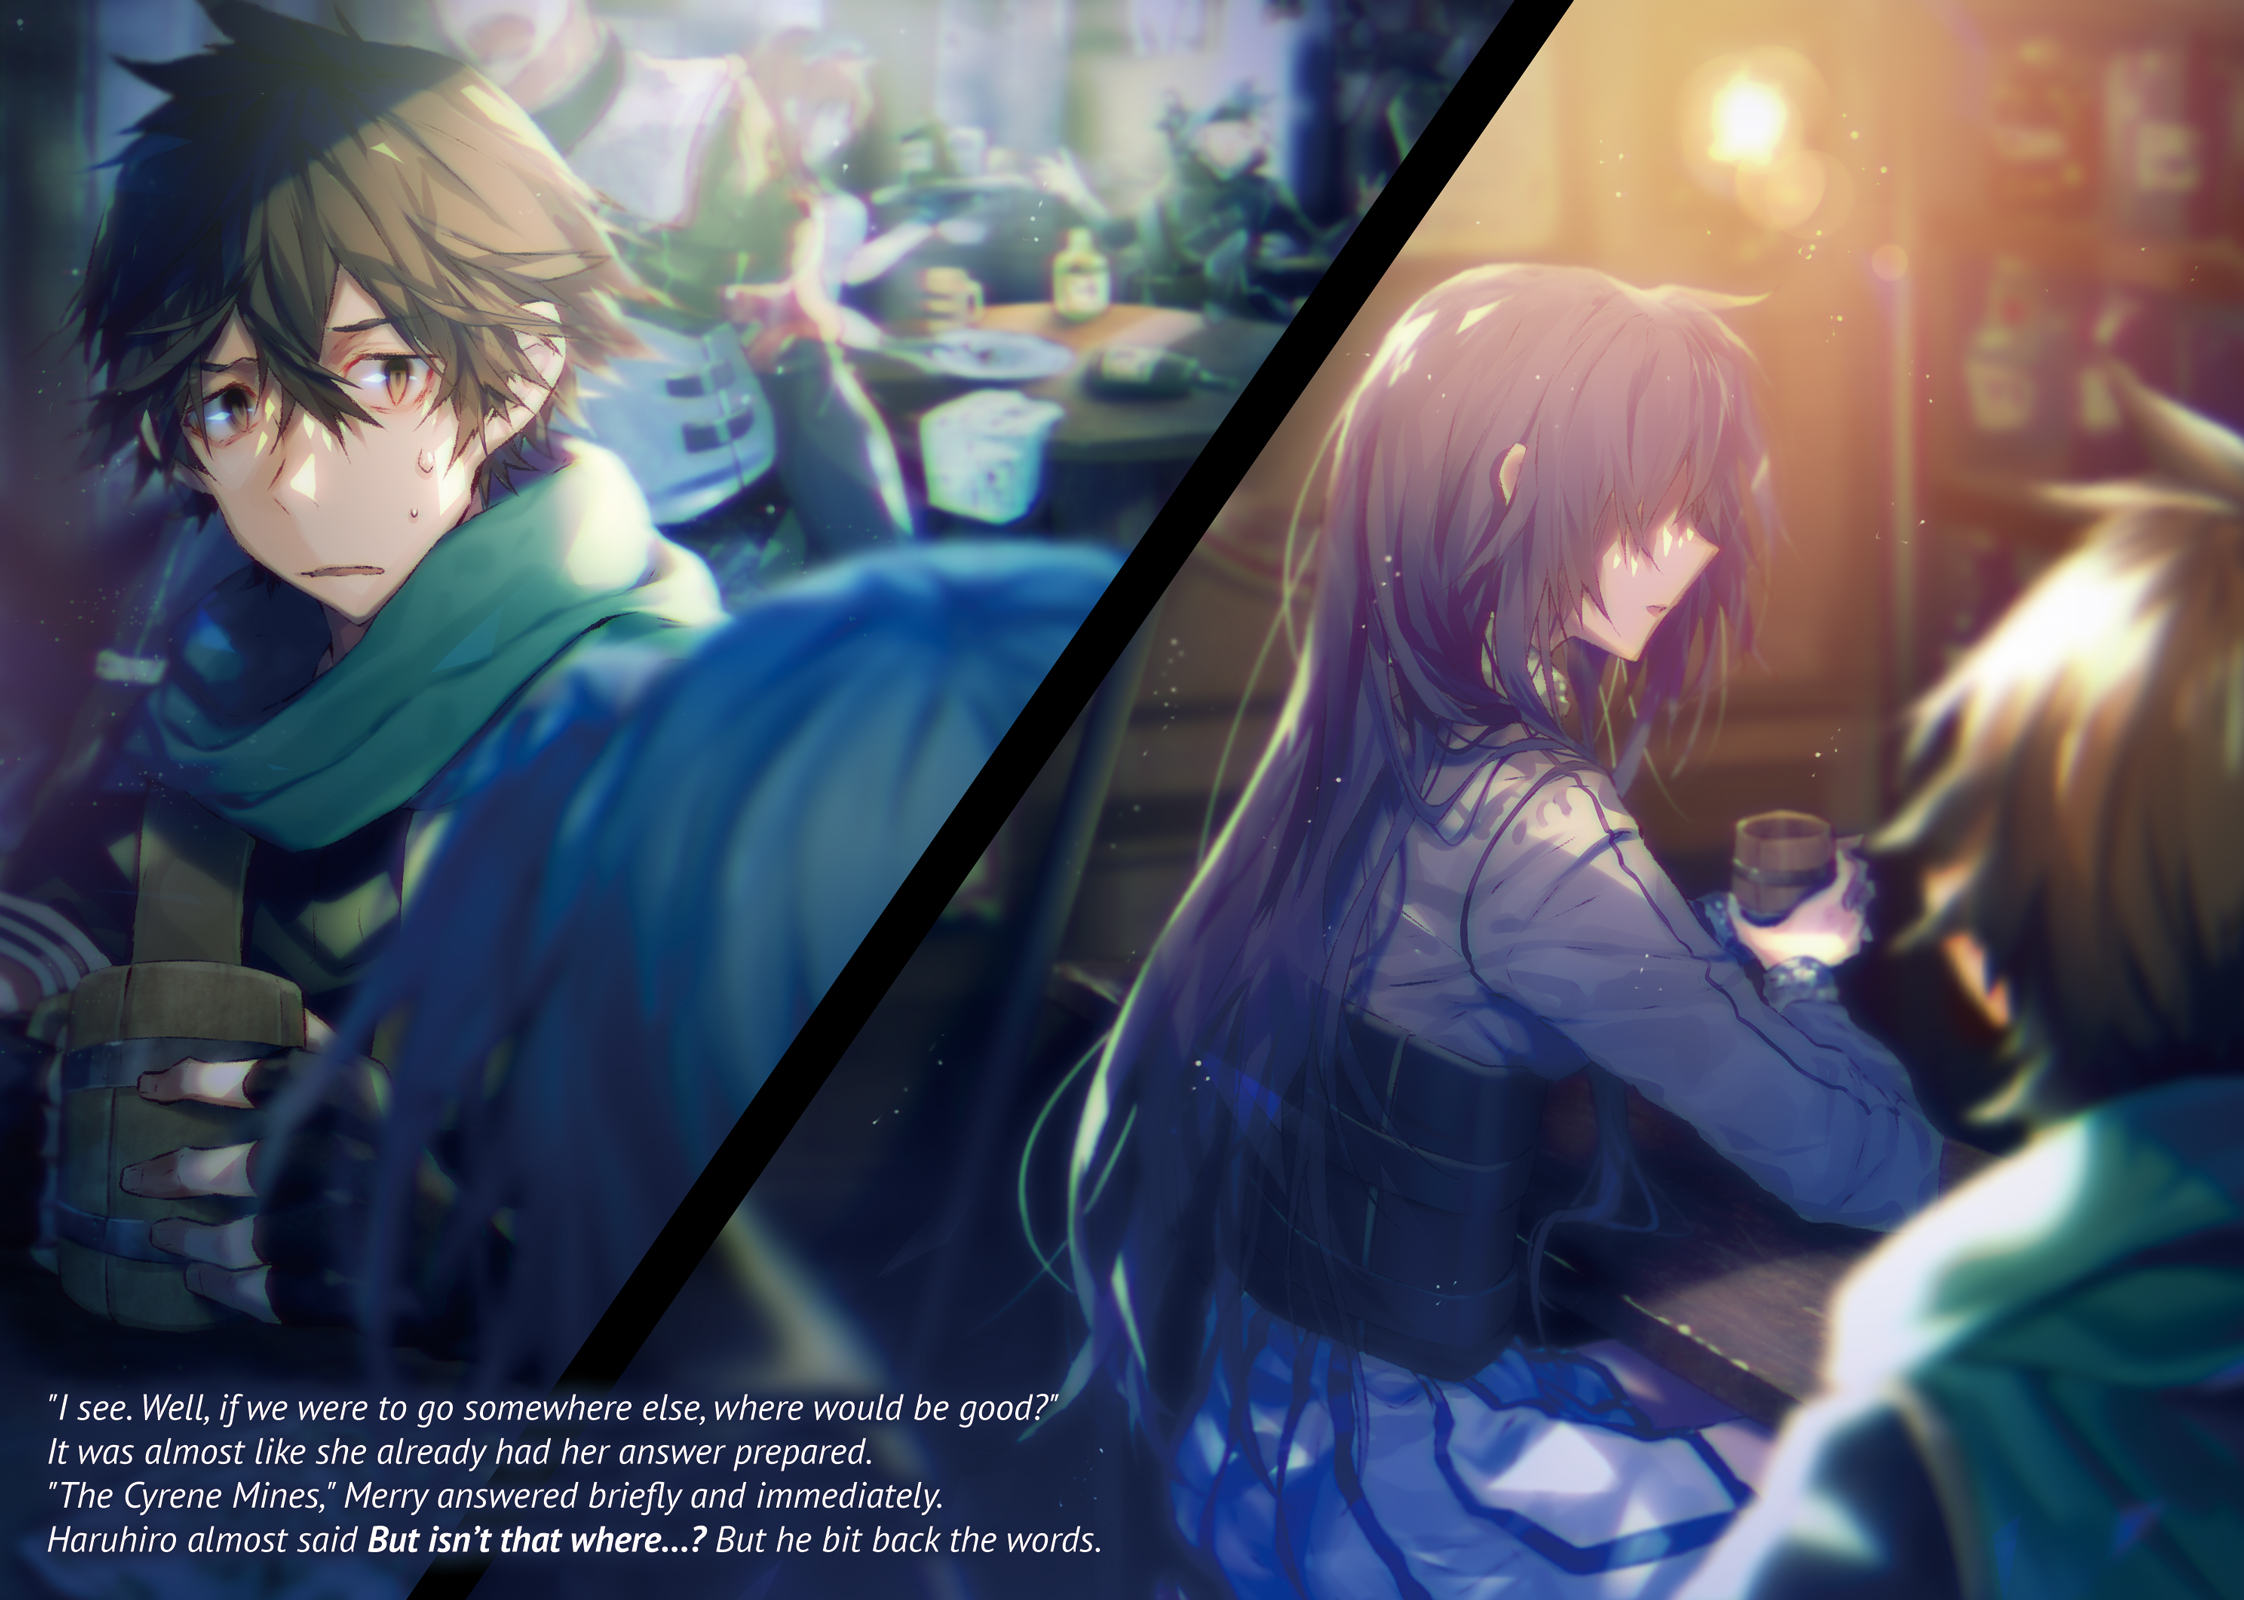 "I see. Well, if we were to go somewhere else, where would be good?"
It was almost like she already had her answer prepared.
"The Cyrene Mines," Merry answered briefly and immediately.
Haruhiro almost said But isn't that where...? But he bit back the words.